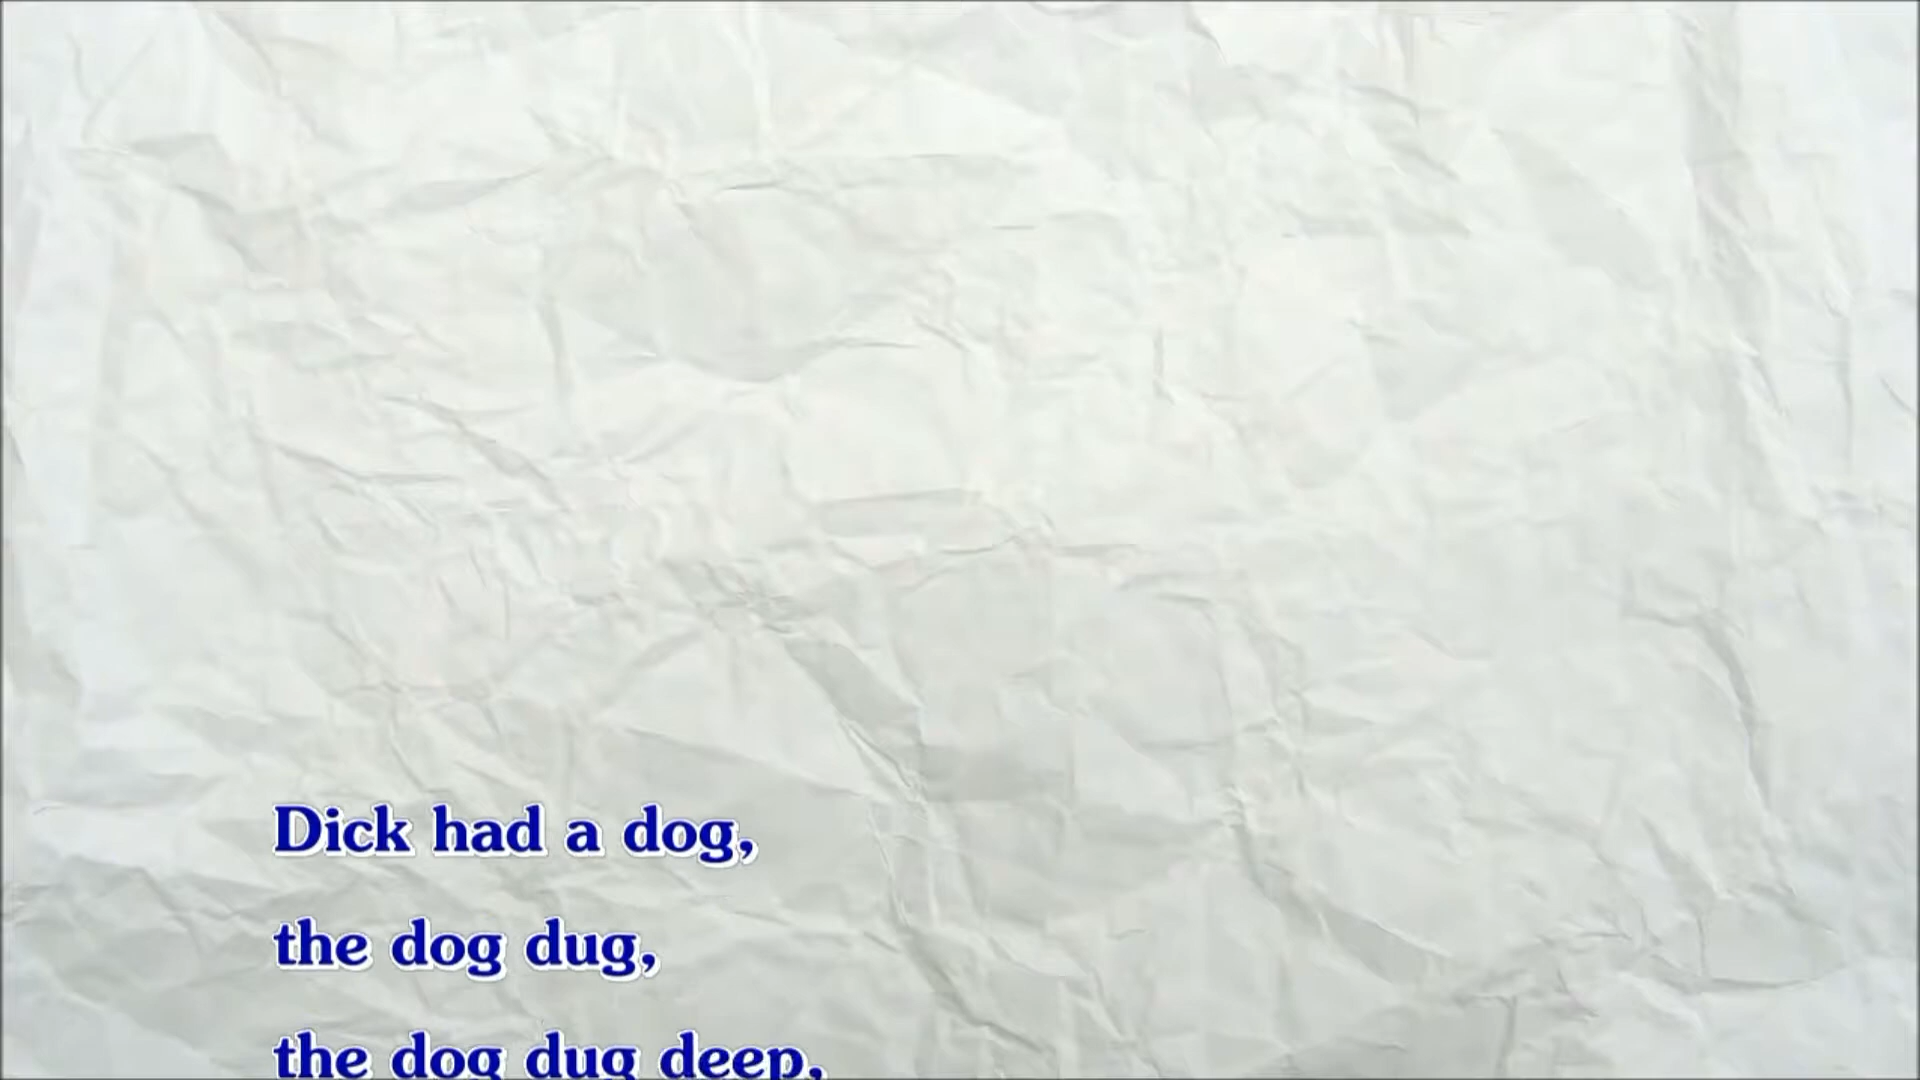 Dick had a dog,
the dog dug,
the dog dug deep,